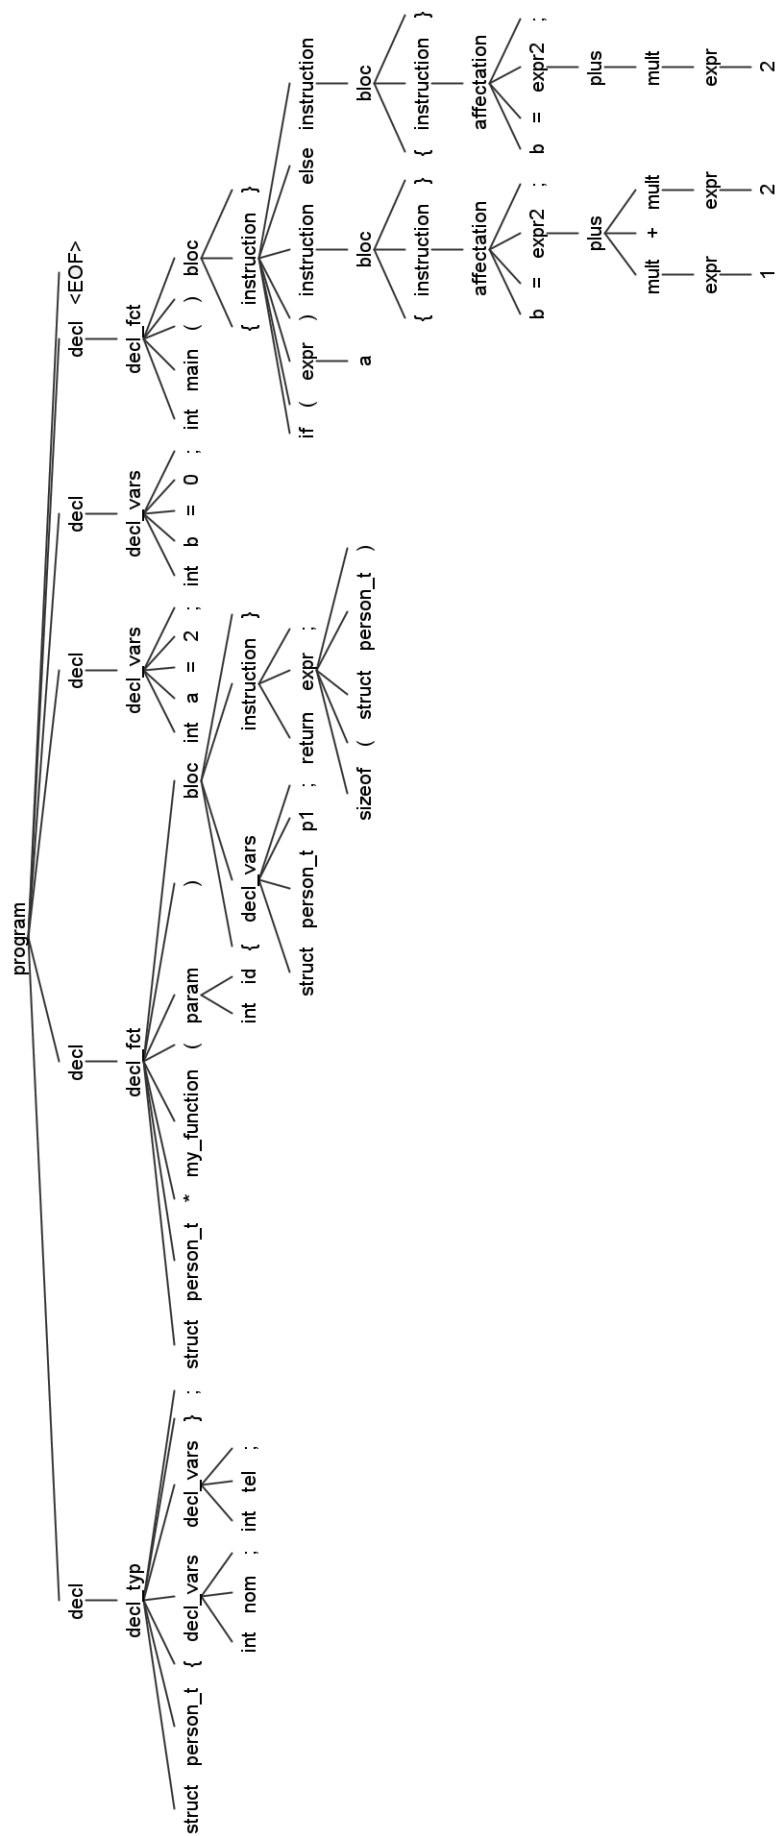 program
decl decl decl decl decl <EOF>
decl_typ decl_fct decl_vars decl_vars decl_fct
struct person_t { decl_vars decl_vars } ; struct person_t * my_function ( param ) bloc int a = 2 ; int b = 0 ; int main ( ) bloc
int nom ; int tel ; int id { decl_vars instruction } { instruction }
struct person_t p1 ; return expr ; if ( expr ) instruction else instruction
sizeof ( struct person_t ) a bloc bloc
{ instruction } { instruction }
affectation affectation
b = expr2 ; b = expr2 ;
plus plus
mult + mult mult
expr expr expr
1 2 2